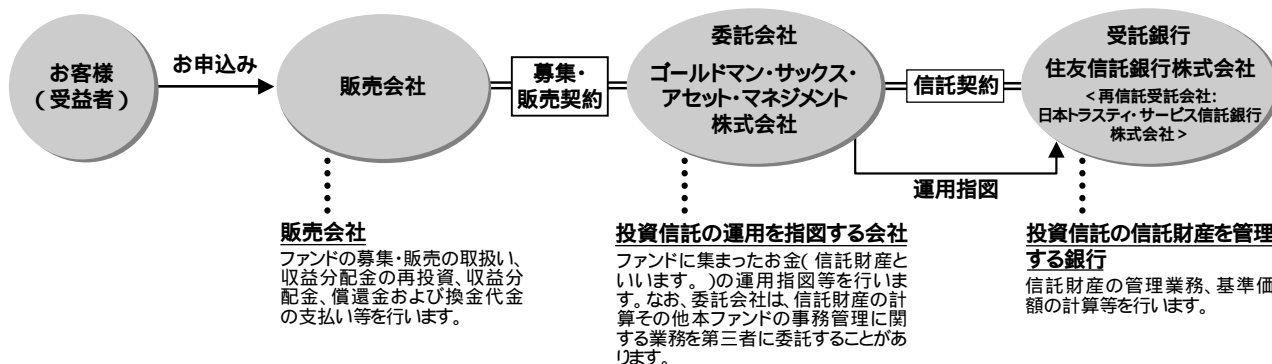 お客様
(受益者)
お申込み
販売会社
募集・
販売契約
委託会社
ゴールドマン・サックス・
アセット・マネジメント
株式会社
信託契約
受託銀行
住友信託銀行株式会社
<再信託受託会社:
日本トラスティ・サービス信託銀行
株式会社>
運用指図
販売会社
ファンドの募集・販売の取扱い、
収益分配金の再投資、収益分
配金、償還金および換金代金
の支払い等を行います。
投資信託の運用を指図する会社
ファンドに集まったお金(信託財産と
いいます。)の運用指図等を行いま
す。なお、委託会社は、信託財産の計
算その他本ファンドの事務管理に関
する業務を第三者に委託することがあ
ります。
投資信託の信託財産を管理
する銀行
信託財産の管理業務、基準価
額の計算等を行います。